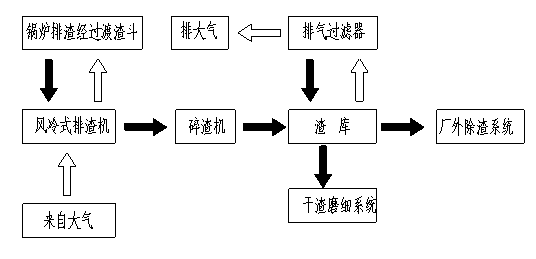 锅炉排渣经过渡渣斗
排大气
排气过滤器
风冷式排渣机
碎渣机
渣 库
厂外除渣系统
干渣磨细系统
来自大气